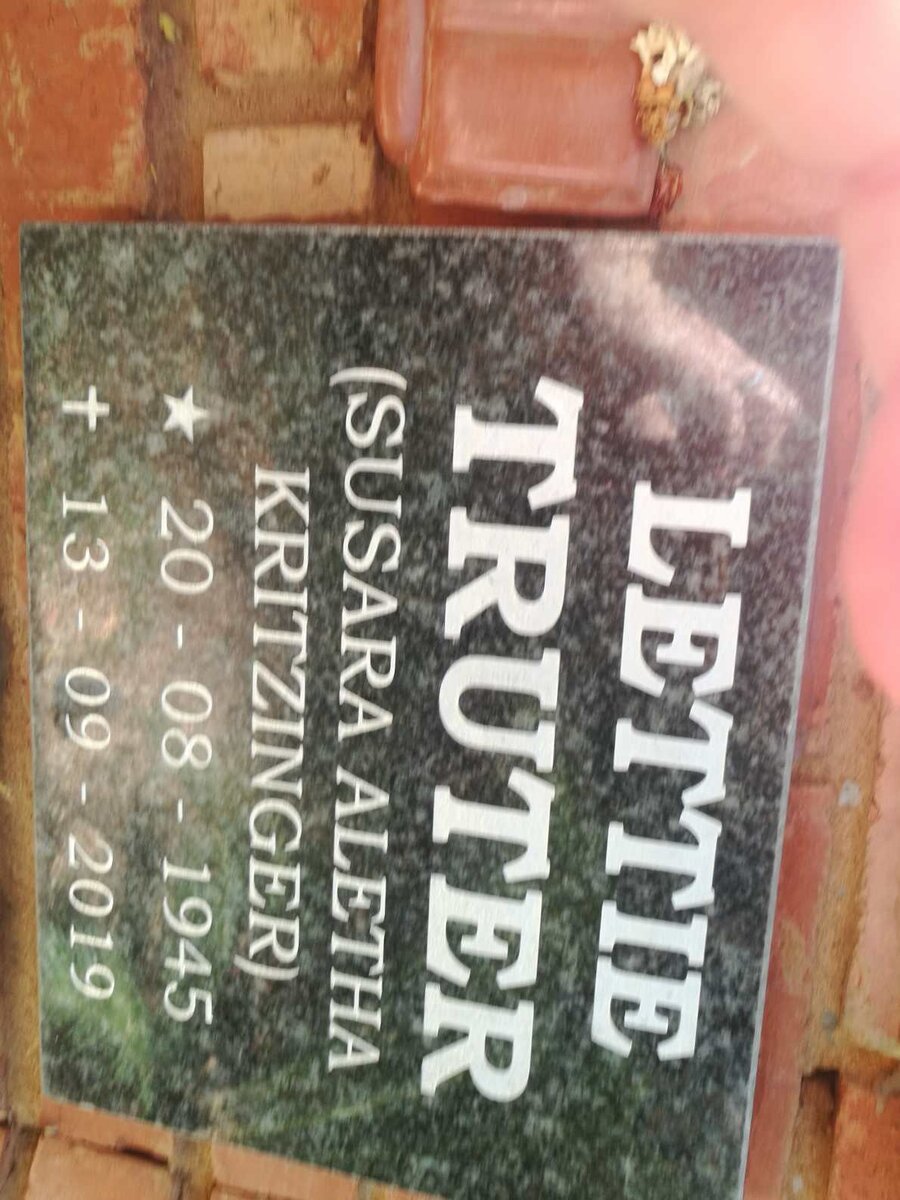 LETTIE
TRUTER
(SUSARA ALETHA
KRITZINGER)
★ 20 - 08 - 1945
✝ 13 - 09 - 2019